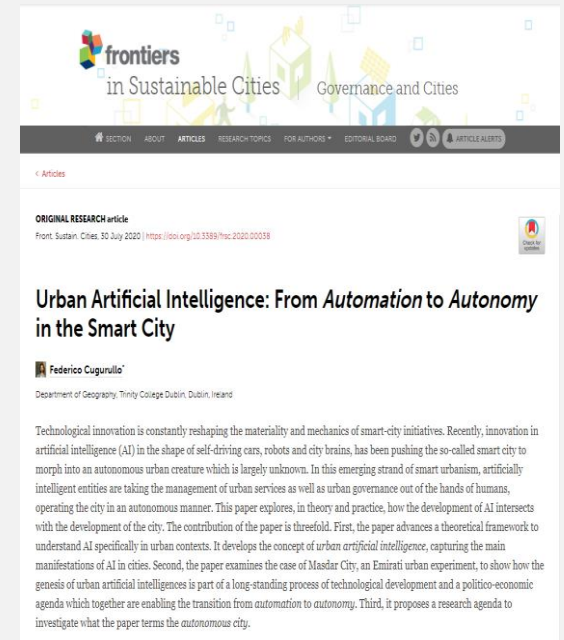 frontiers
in Sustainable Cities | Governance and Cities
SECTION ABOUT ARTICLES RESEARCH TOPICS FOR AUTHORS EDITORIAL BOARD ARTICLE ALERTS
< Articles
ORIGINAL RESEARCH article
Front. Sustain. Cities, 30 July 2020 | https://doi.org/10.3389/frsc.2020.00038
Check for
updates
Urban Artificial Intelligence: From Automation to Autonomy
in the Smart City
Federico Cugurullo*
Department of Geography, Trinity College Dublin, Dublin, Ireland
Technological innovation is constantly reshaping the materiality and mechanics of smart-city initiatives. Recently, innovation in
artificial intelligence (AI) in the shape of self-driving cars, robots and city brains, has been pushing the so-called smart city to
morph into an autonomous urban creature which is largely unknown. In this emerging strand of smart urbanism, artificially
intelligent entities are taking the management of urban services as well as urban governance out of the hands of humans,
operating the city in an autonomous manner. This paper explores, in theory and practice, how the development of AI intersects
with the development of the city. The contribution of the paper is threefold. First, the paper advances a theoretical framework to
understand AI specifically in urban contexts. It develops the concept of urban artificial intelligence, capturing the main
manifestations of AI in cities. Second, the paper examines the case of Masdar City, an Emirati urban experiment, to show how the
genesis of urban artificial intelligences is part of a long-standing process of technological development and a politico-economic
agenda which together are enabling the transition from automation to autonomy. Third, it proposes a research agenda to
investigate what the paper terms the autonomous city.